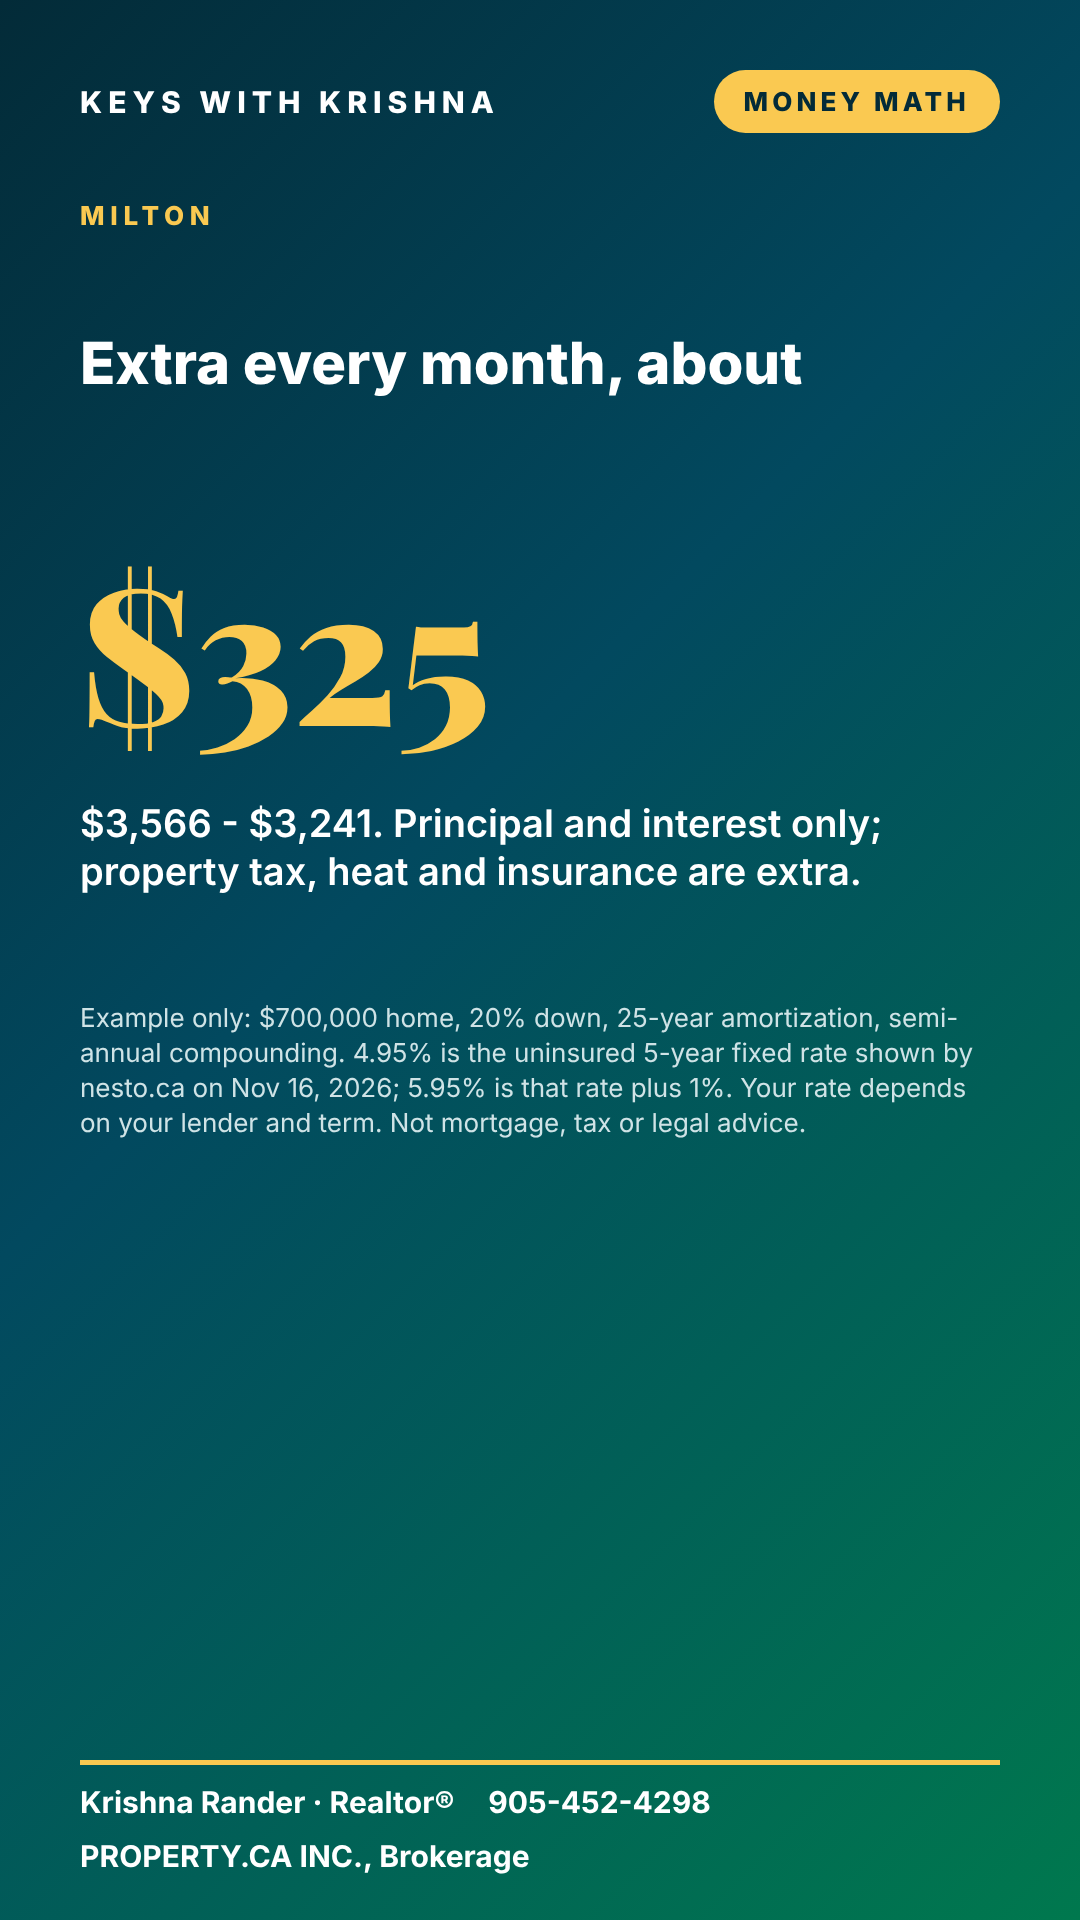 KEYS WITH KRISHNA
MONEY MATH
MILTON
Extra every month, about
$325
$3,566 - $3,241. Principal and interest only;
property tax, heat and insurance are extra.
Example only: $700,000 home, 20% down, 25-year amortization, semi-
annual compounding. 4.95% is the uninsured 5-year fixed rate shown by
nesto.ca on Nov 16, 2026; 5.95% is that rate plus 1%. Your rate depends
on your lender and term. Not mortgage, tax or legal advice.
Krishna Rander · Realtor® 905-452-4298
PROPERTY.CA INC., Brokerage